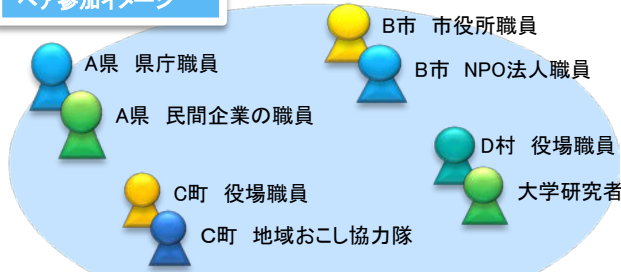 ペア参加イメージ
B市 市役所職員
A県 県庁職員
B市 NPO法人職員
A県 民間企業の職員
D村 役場職員
C町 役場職員
大学研究者
C町 地域おこし協力隊